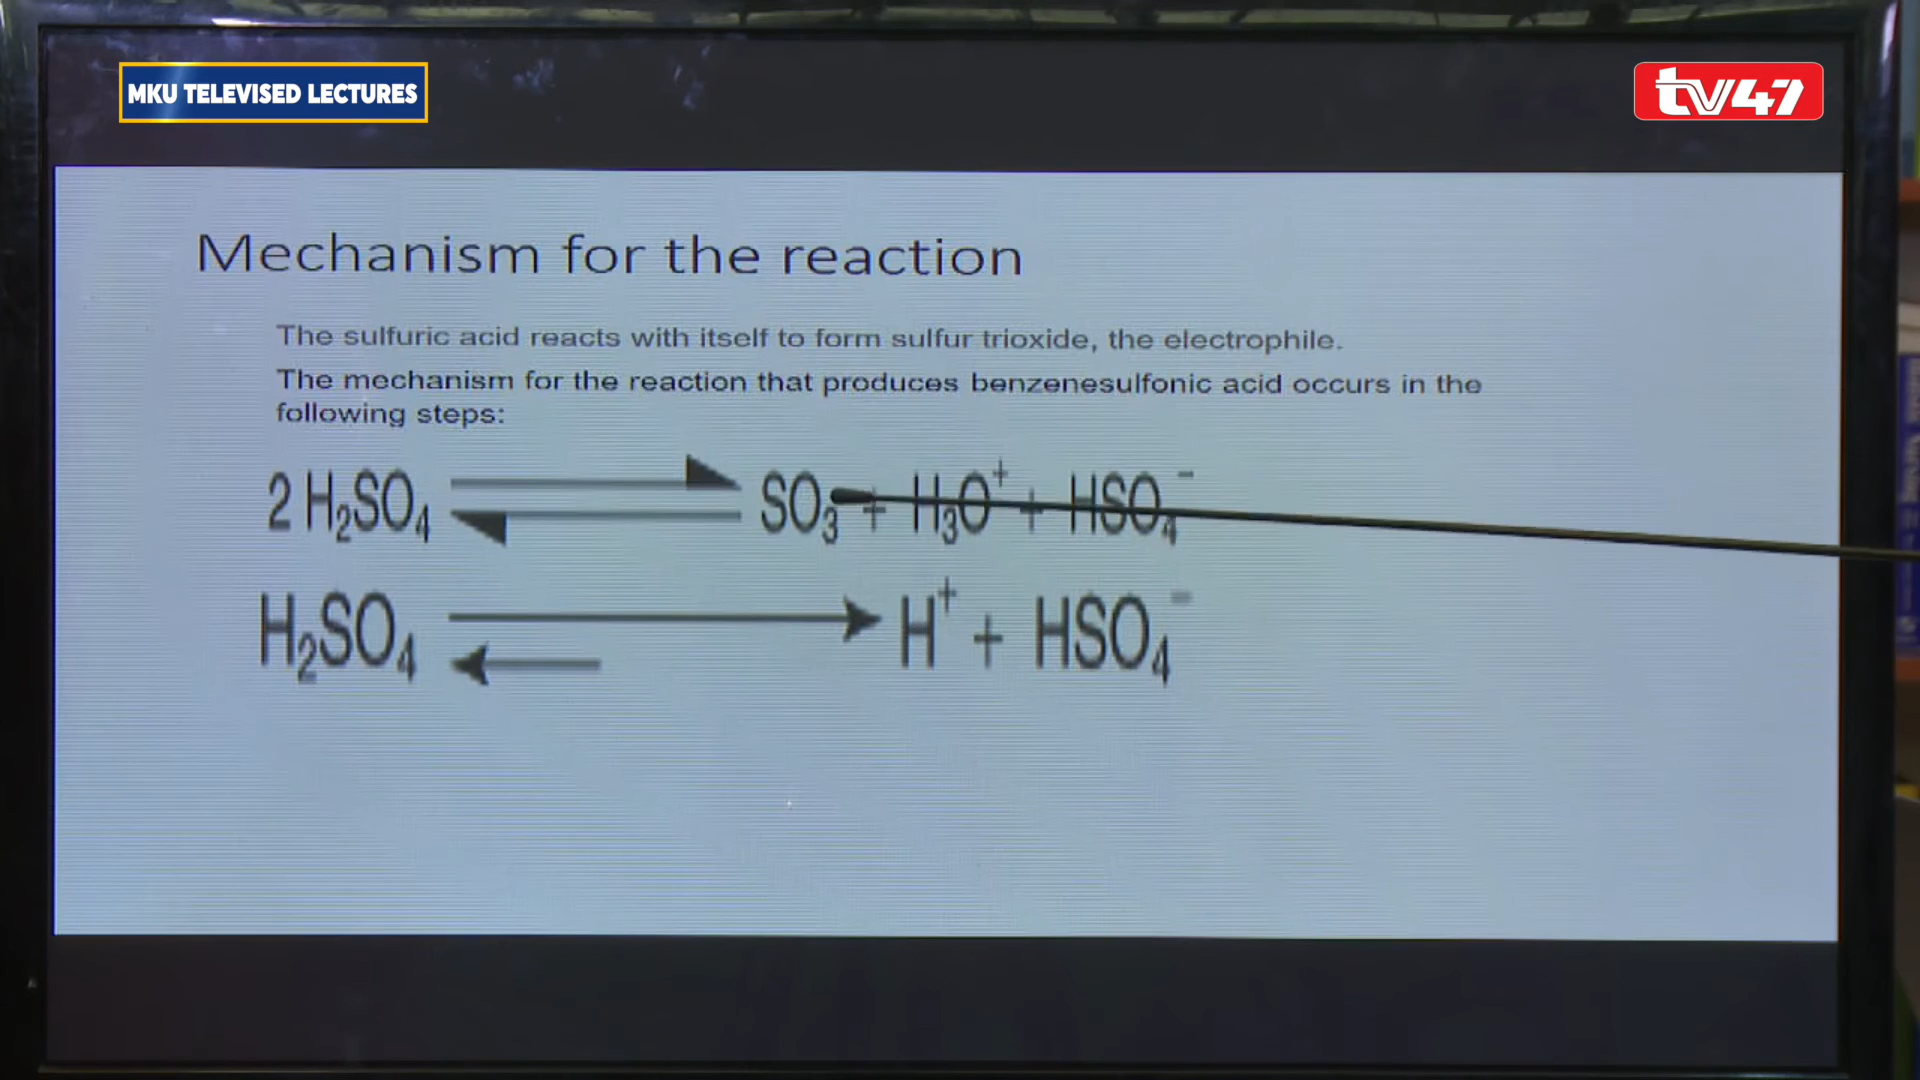 MKU TELEVISED LECTURES
tv47
Mechanism for the reaction
The sulfuric acid reacts with itself to form sulfur trioxide, the electrophile.
The mechanism for the reaction that produces benzenesulfonic acid occurs in the
following steps:
2 H₂SO₄ ⇌ SO₃ + H₃O⁺ + HSO₄⁻
H₂SO₄ ⇌ H⁺ + HSO₄⁻